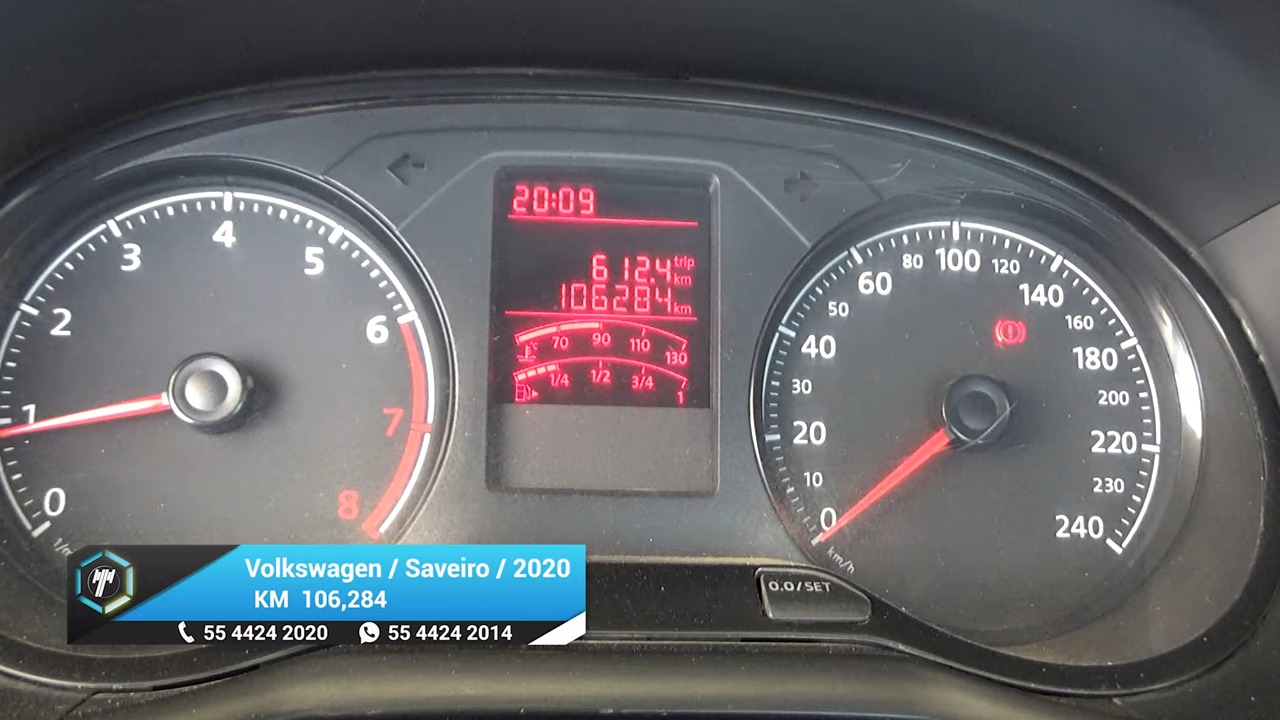 20:09
612.4 trip km
106284 km
70 90 110 130
1/4 1/2 3/4 1
0 1 2 3 4 5 6 7 8
0 10 20 30 40 50 60 80 100 120 140 160 180 200 220 230 240
km/h
0.0/SET
Volkswagen / Saveiro / 2020
KM 106,284
55 4424 2020 55 4424 2014